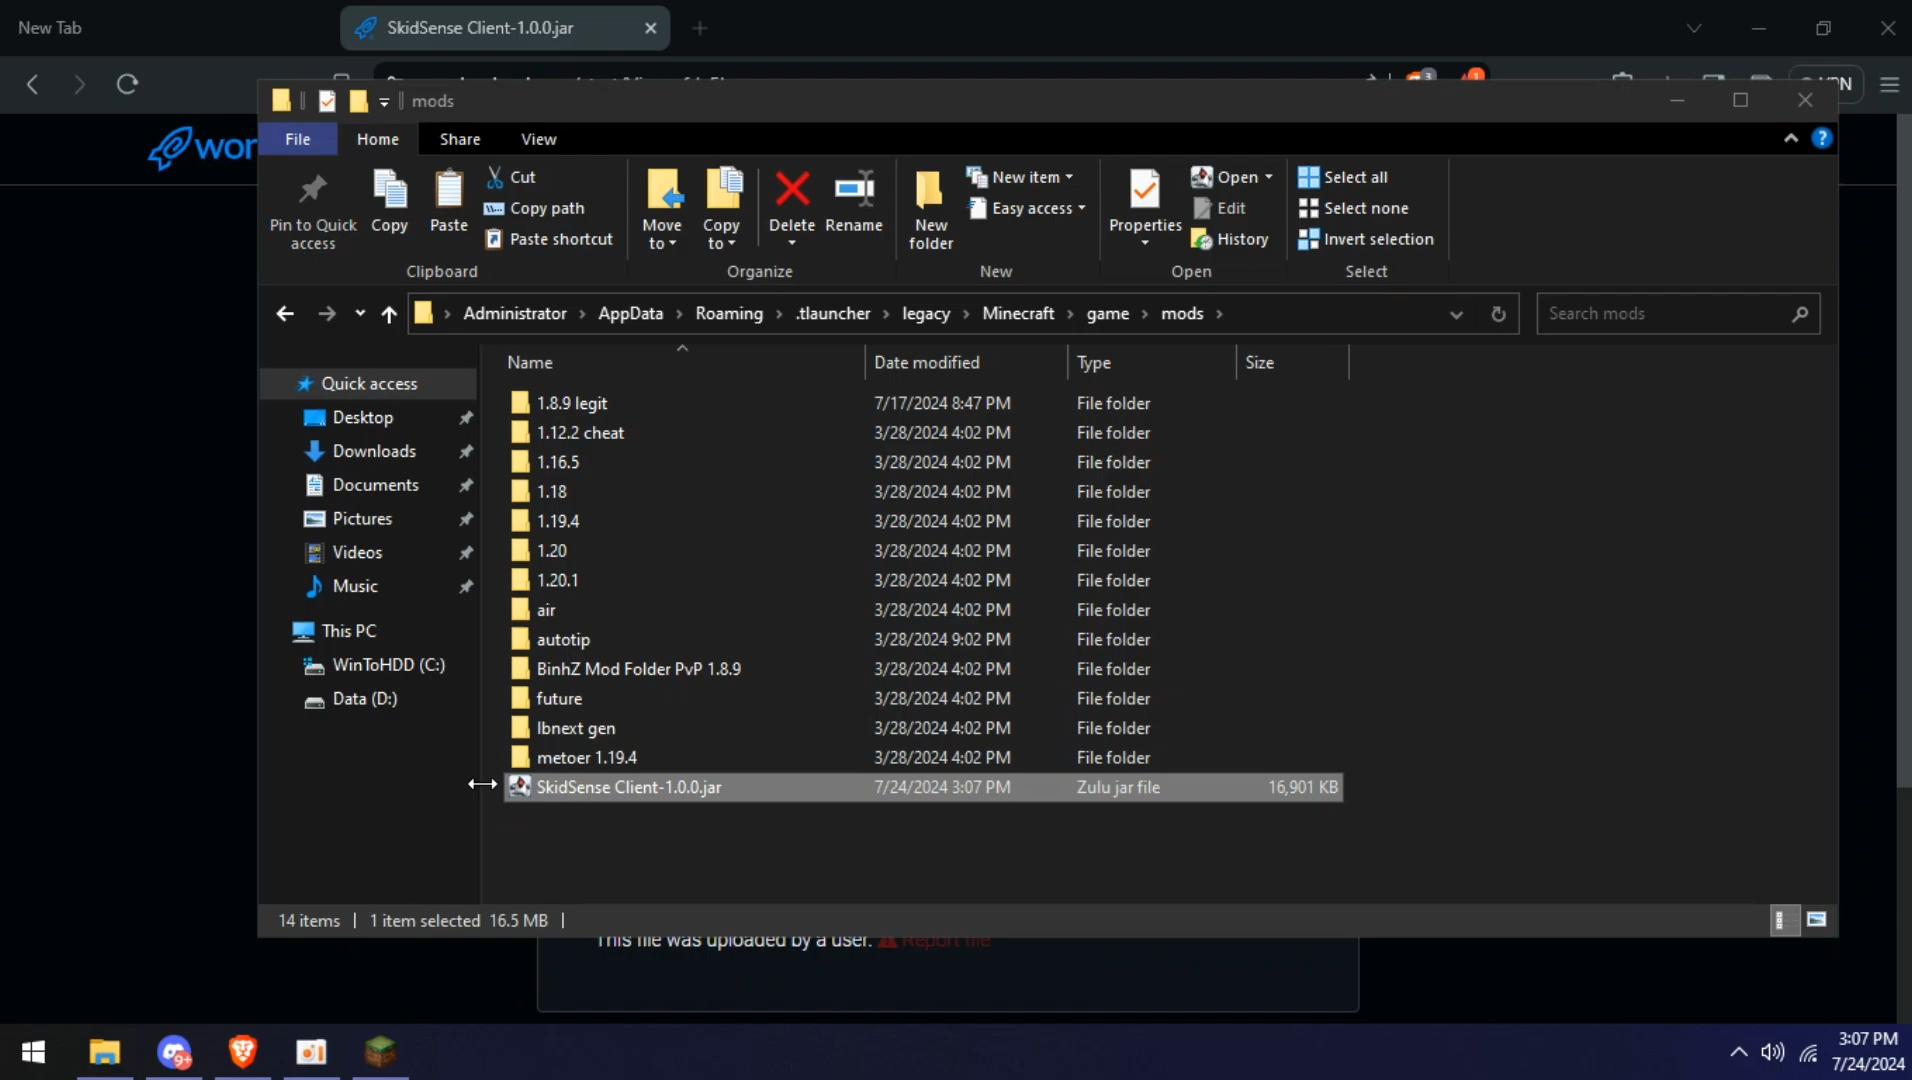 New Tab
SkidSense Client-1.0.0.jar
3
1
VPN
wor
mods
File
Home
Share
View
Pin to Quick access
Copy
Paste
Cut
Copy path
Paste shortcut
Clipboard
Move to
Copy to
Delete
Rename
Organize
New folder
New item
Easy access
New
Properties
Open
Edit
History
Open
Select all
Select none
Invert selection
Select
Administrator > AppData > Roaming > .tlauncher > legacy > Minecraft > game > mods >
Search mods
Name Date modified Type Size
Quick access
Desktop
Downloads
Documents
Pictures
Videos
Music
This PC
WinToHDD (C:)
Data (D:)
1.8.9 legit 7/17/2024 8:47 PM File folder
1.12.2 cheat 3/28/2024 4:02 PM File folder
1.16.5 3/28/2024 4:02 PM File folder
1.18 3/28/2024 4:02 PM File folder
1.19.4 3/28/2024 4:02 PM File folder
1.20 3/28/2024 4:02 PM File folder
1.20.1 3/28/2024 4:02 PM File folder
air 3/28/2024 4:02 PM File folder
autotip 3/28/2024 9:02 PM File folder
BinhZ Mod Folder PvP 1.8.9 3/28/2024 4:02 PM File folder
future 3/28/2024 4:02 PM File folder
lbnext gen 3/28/2024 4:02 PM File folder
metoer 1.19.4 3/28/2024 4:02 PM File folder
SkidSense Client-1.0.0.jar 7/24/2024 3:07 PM Zulu jar file 16,901 KB
14 items | 1 item selected 16.5 MB |
This file was uploaded by a user. Report file
9+
3:07 PM
7/24/2024